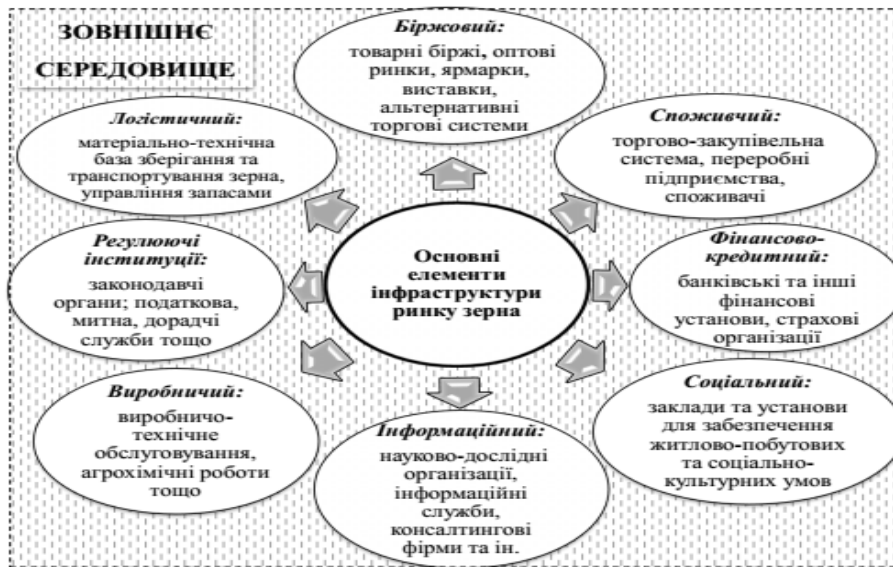 ЗОВНІШНЄ
СЕРЕДОВИЩЕ
Біржовий:
товарні біржі, оптові
ринки, ярмарки,
виставки,
альтернативні
торгові системи
Логістичний:
матеріально-технічна
база зберігання та
транспортування зерна,
управління запасами
Споживчий:
торгово-закупівельна
система, переробні
підприємства,
споживачі
Регулюючі
інституції:
законодавчі
органи; податкова,
митна, дорадчі
служби тощо
Основні
елементи
інфраструктури
ринку зерна
Фінансово-
кредитний:
банківські та інші
фінансові
установи, страхові
організації
Виробничий:
виробничо-
технічне
обслуговування,
агрохімічні роботи
тощо
Інформаційний:
науково-дослідні
організації,
інформаційні
служби,
консалтингові
фірми та ін.
Соціальний:
заклади та установи
для забезпечення
житлово-побутових
та соціально-
культурних умов